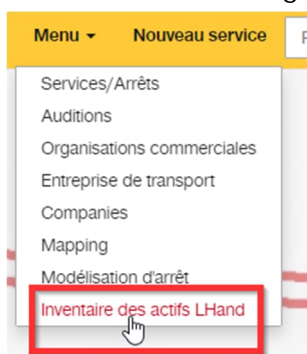 Menu Nouveau service
Services/Arrêts
Auditions
Organisations commerciales
Entreprise de transport
Companies
Mapping
Modélisation d'arrêt
Inventaire des actifs LHand